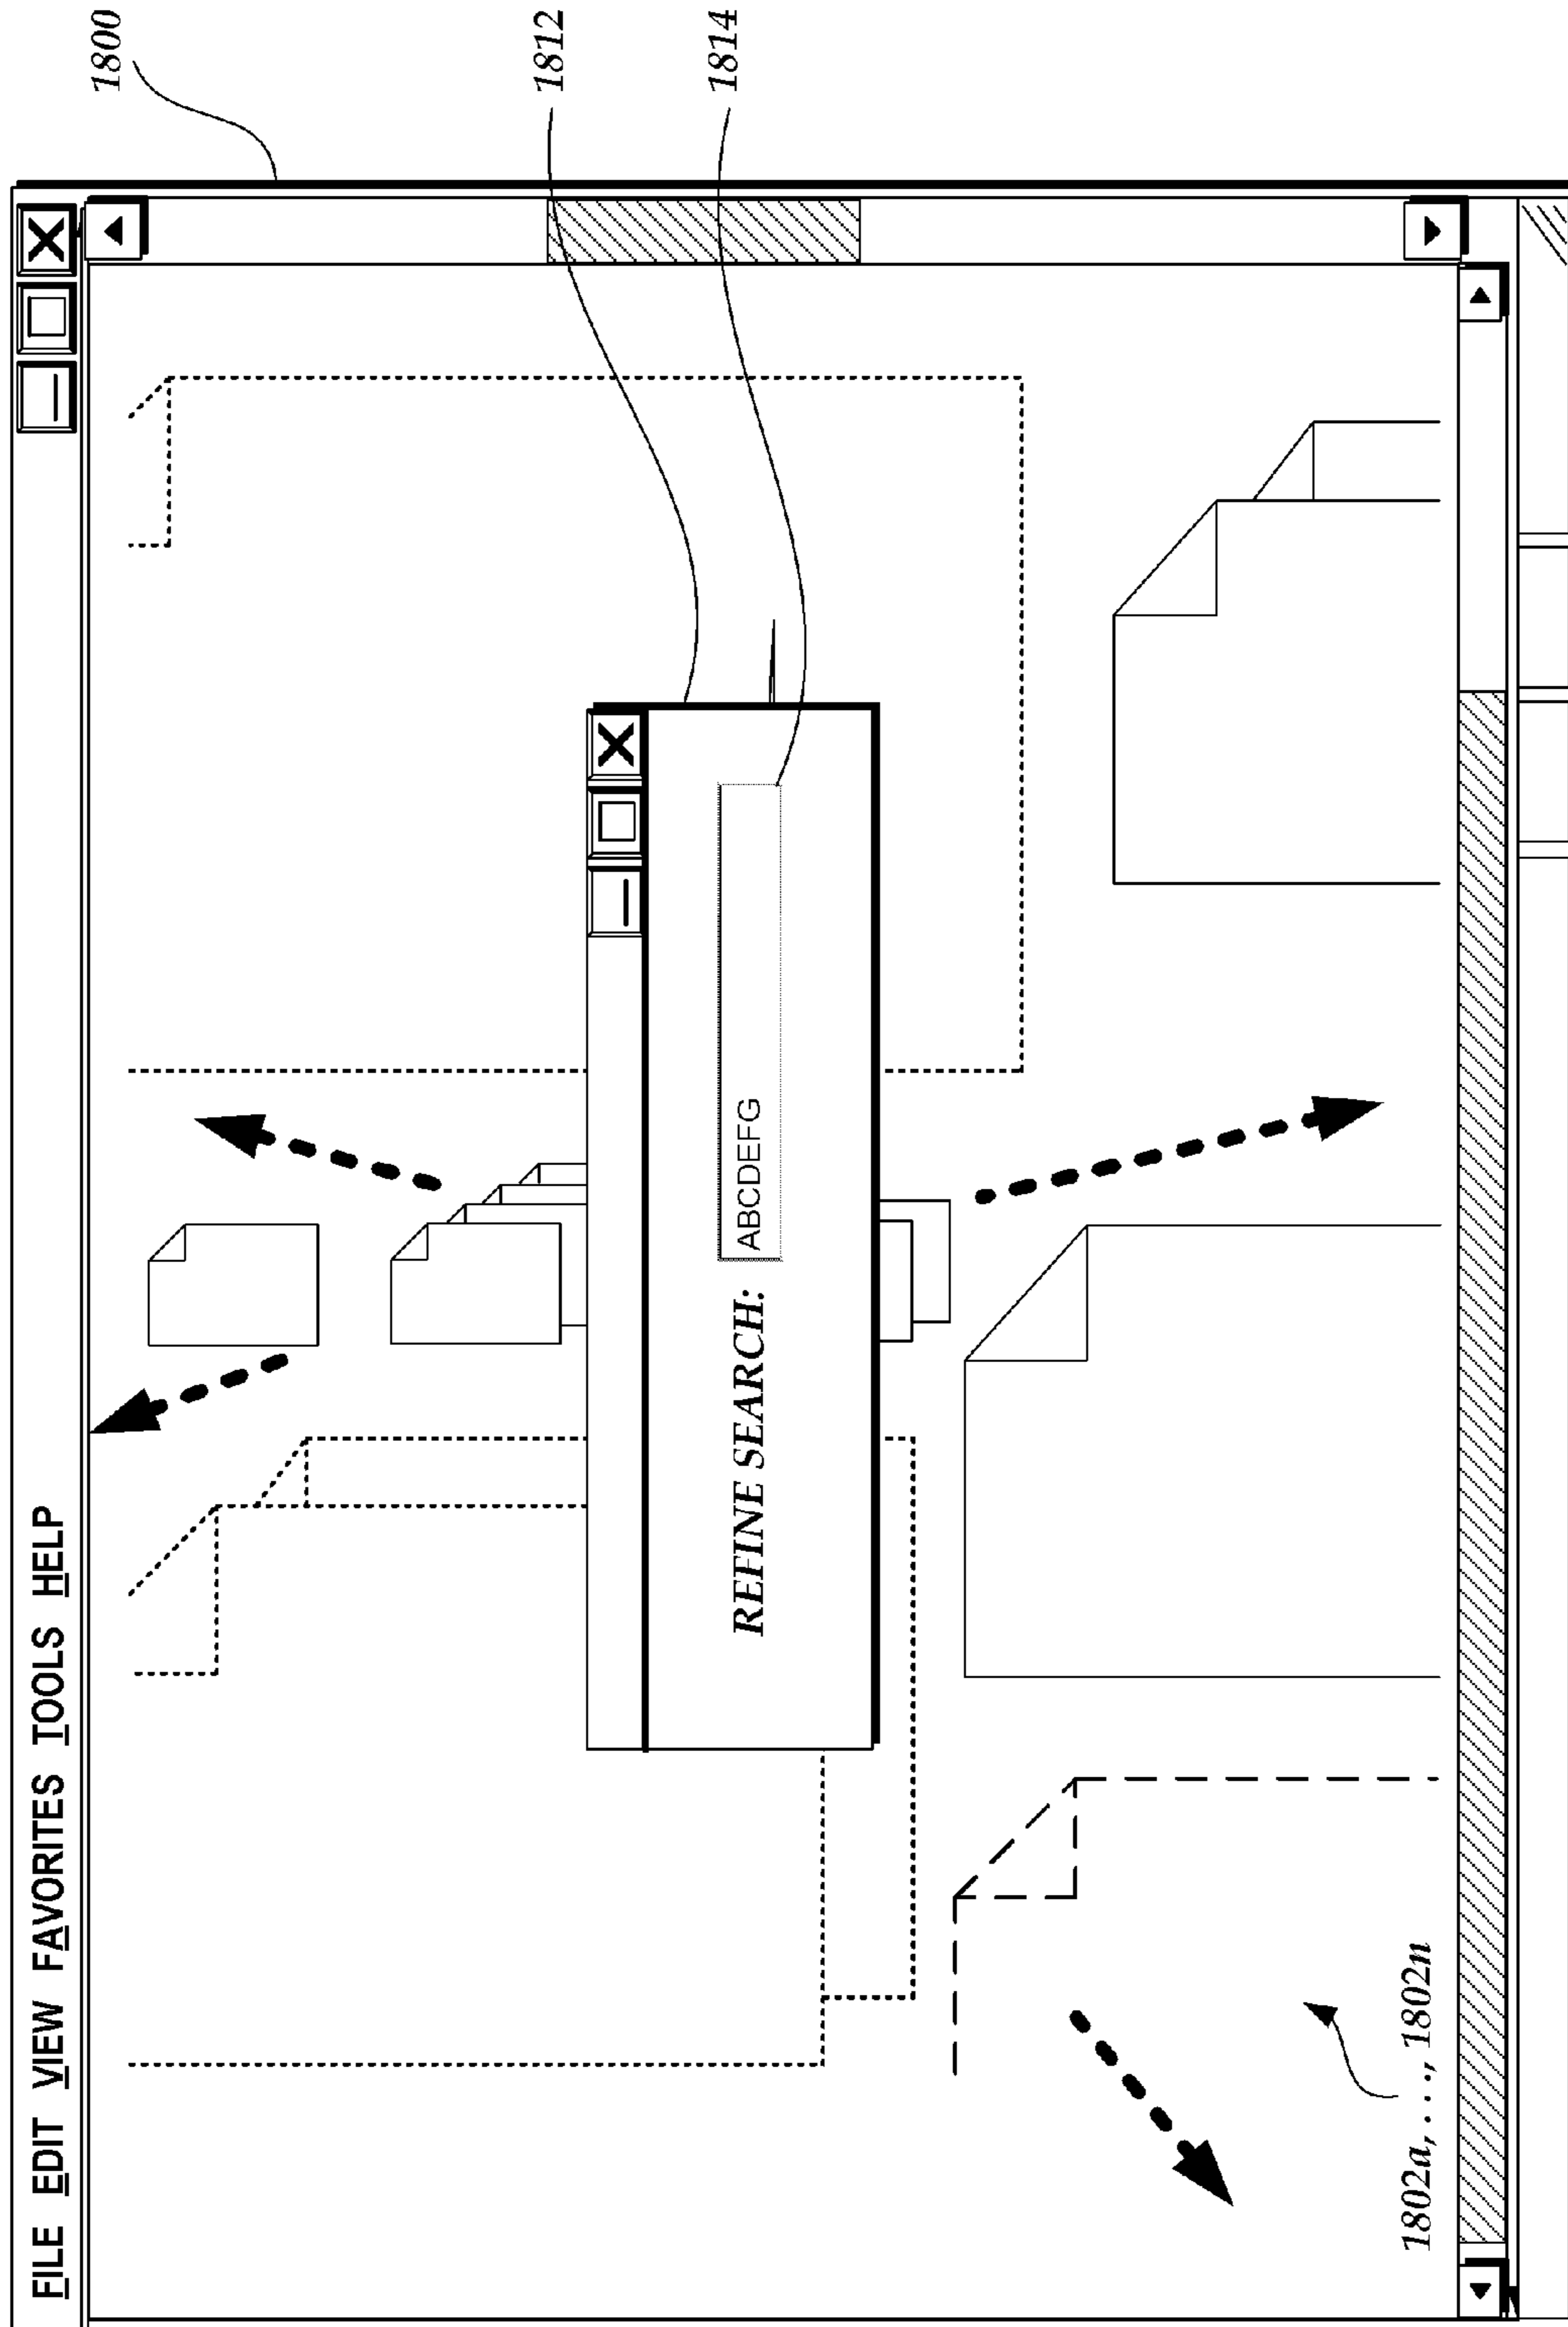 1800
FILE EDIT VIEW FAVORITES TOOLS HELP
1812
1814
REFINE SEARCH: ABCDEFG
1802a, . . ., 1802n